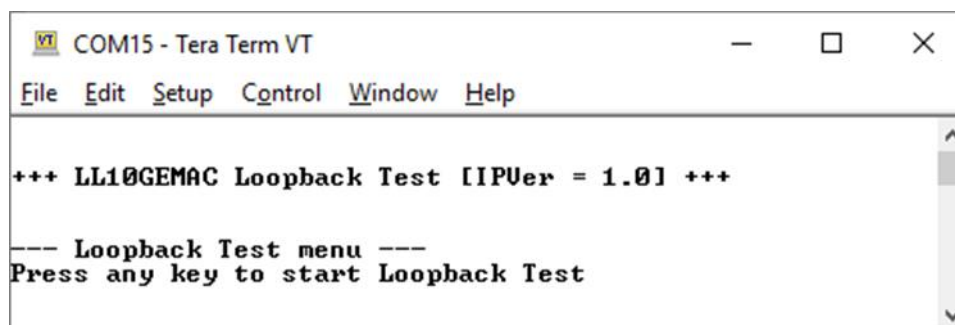 COM15 - Tera Term VT
File Edit Setup Control Window Help
+++ LL10GEMAC Loopback Test [IPVer = 1.0] +++
--- Loopback Test menu ---
Press any key to start Loopback Test